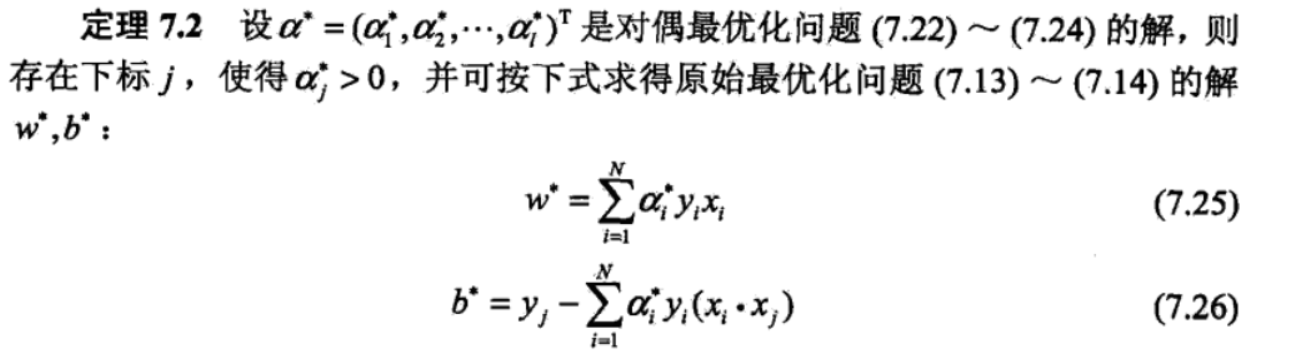 定理 7.2 设 α* = (α₁*,α₂*,⋯,αₗ*)ᵀ 是对偶最优化问题 (7.22) ～ (7.24) 的解，则
存在下标 j，使得 αⱼ* > 0，并可按下式求得原始最优化问题 (7.13) ～ (7.14) 的解
w*,b*：
w* = ∑_{i=1}^{N} αᵢ* yᵢ xᵢ (7.25)
b* = yⱼ − ∑_{i=1}^{N} αᵢ* yᵢ (xᵢ • xⱼ) (7.26)